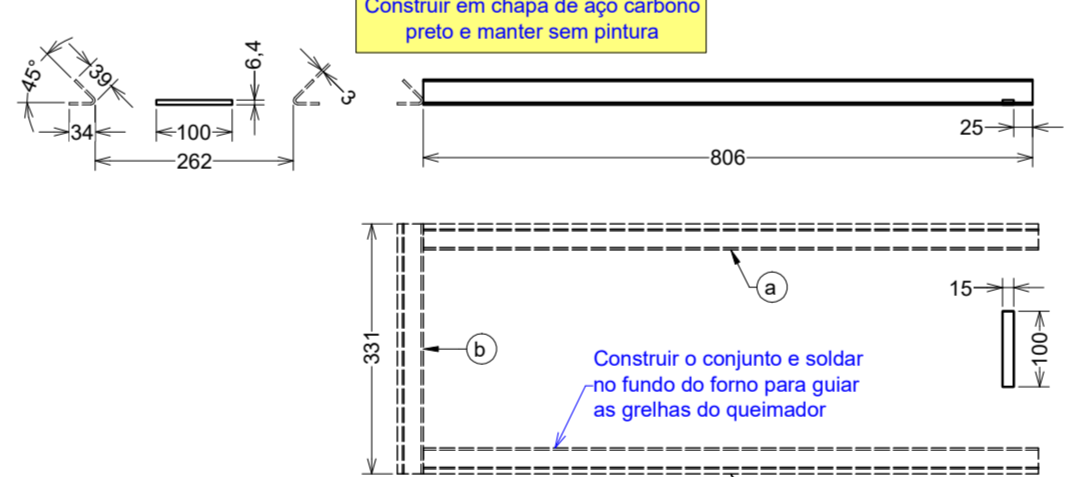 Construir em chapa de aço carbono
preto e manter sem pintura
45°
39
6,4
3
34
100
262
25
806
a
15
331
b
100
Construir o conjunto e soldar
no fundo do forno para guiar
as grelhas do queimador